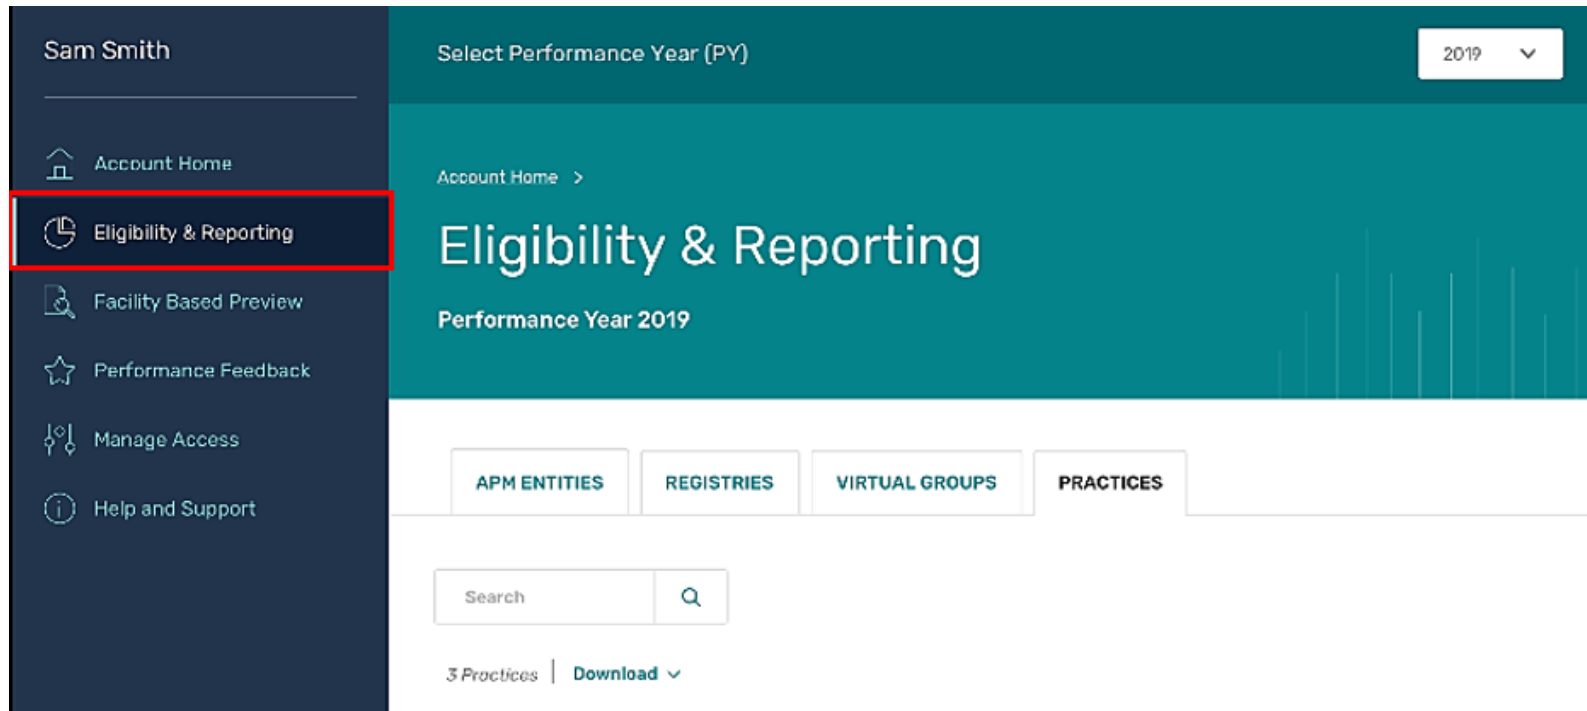 Sam Smith
Account Home
Eligibility & Reporting
Facility Based Preview
Performance Feedback
Manage Access
Help and Support
Select Performance Year (PY)
2019
Account Home >
Eligibility & Reporting
Performance Year 2019
APM ENTITIES
REGISTRIES
VIRTUAL GROUPS
PRACTICES
Search
3 Practices
Download